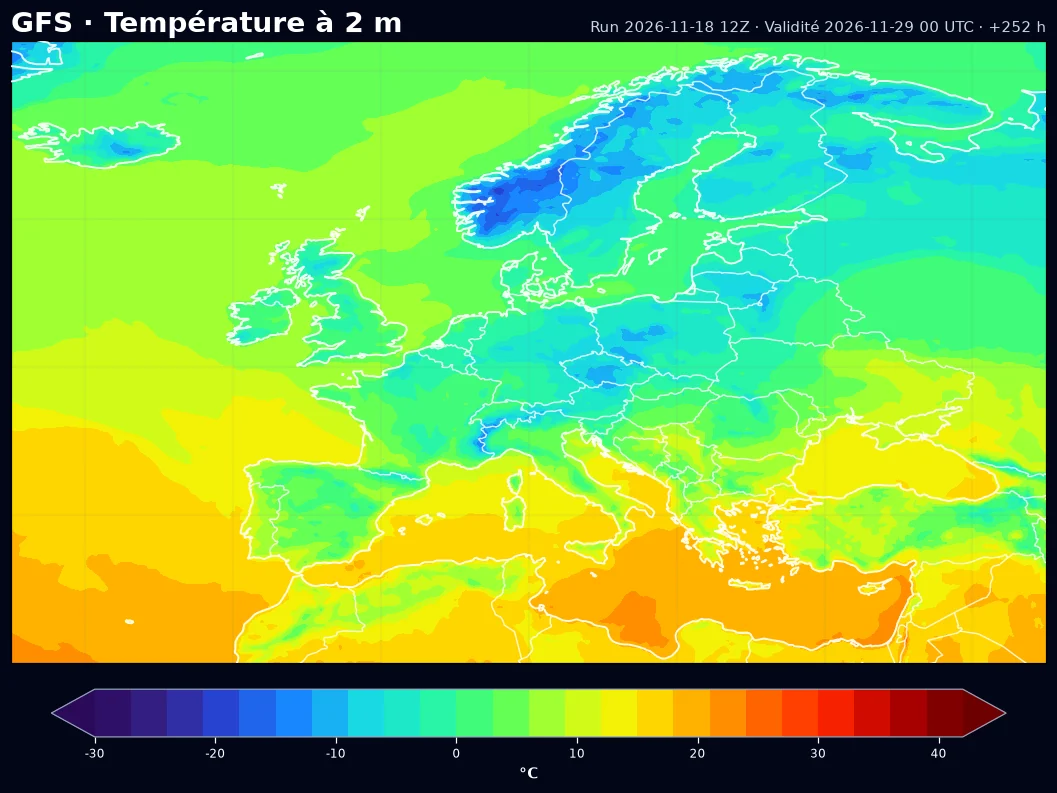 GFS · Température à 2 m
Run 2026-11-18 12Z · Validité 2026-11-29 00 UTC · +252 h
-30 -20 -10 0 10 20 30 40
°C